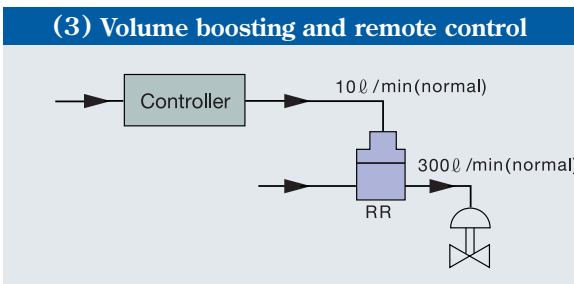 (3) Volume boosting and remote control
10ℓ/min(normal)
Controller
300ℓ/min(normal)
RR